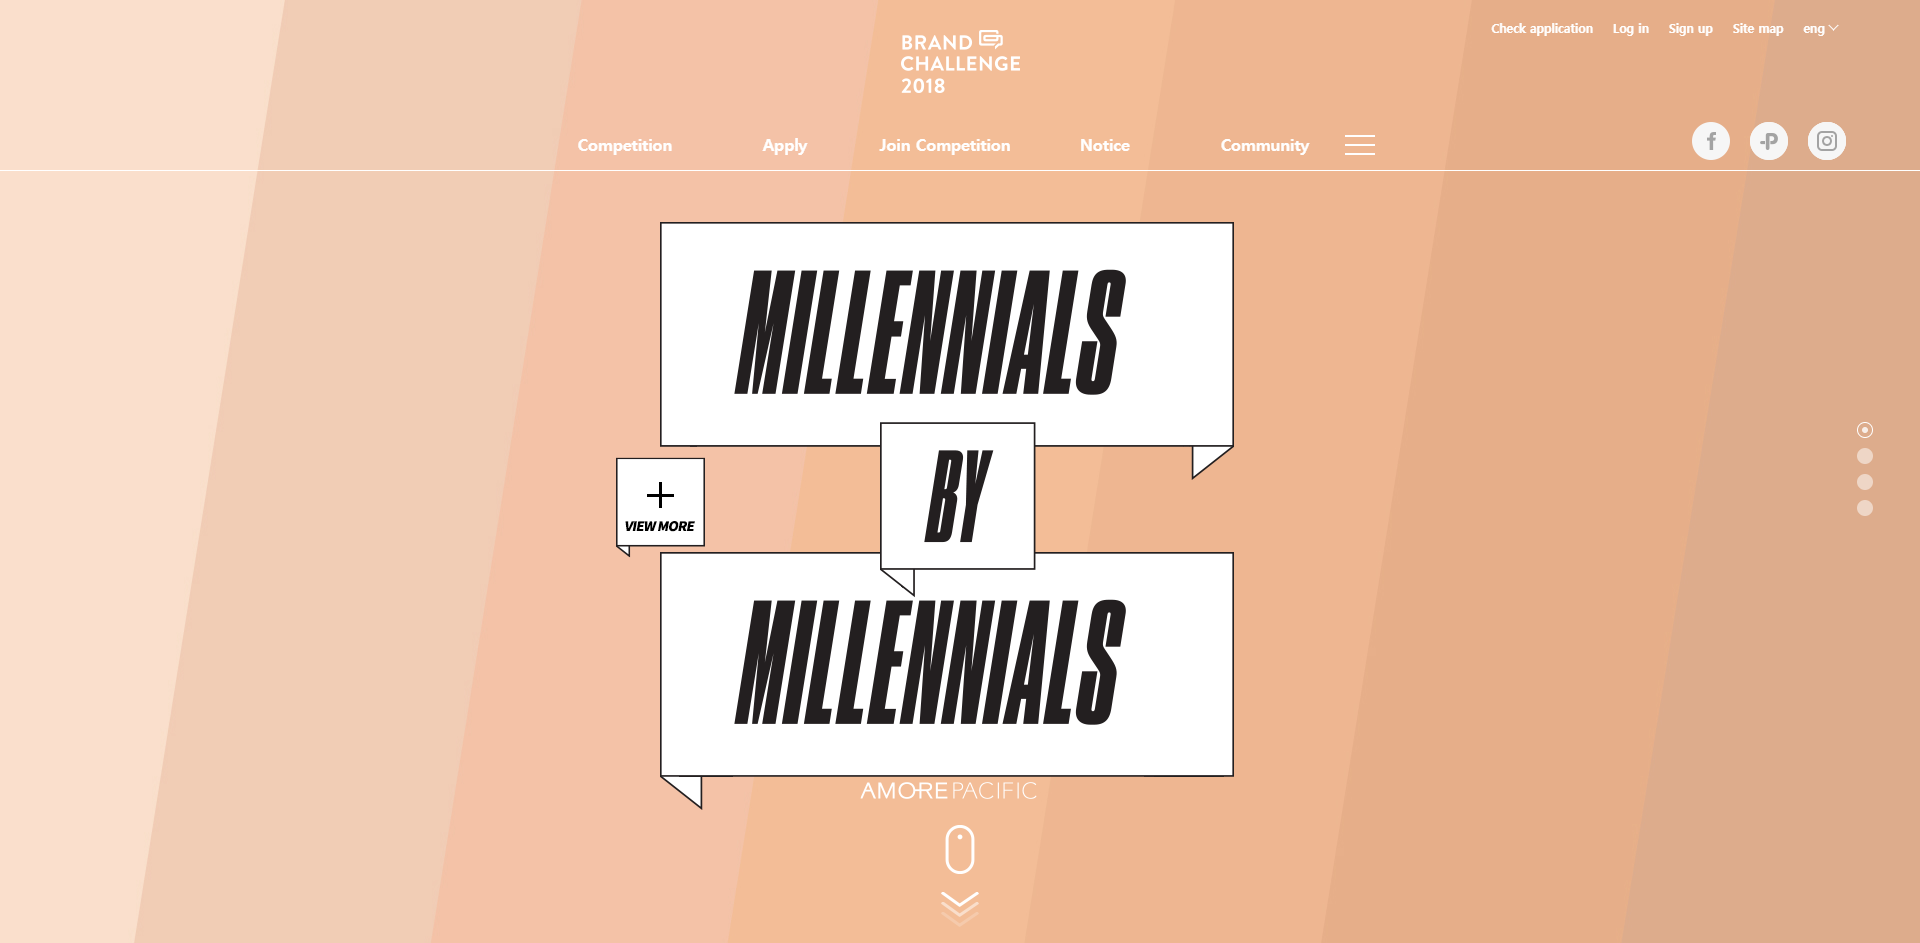 Check application Log in Sign up Site map eng
BRAND
CHALLENGE
2018
Competition Apply Join Competition Notice Community
MILLENNIALS
BY
VIEW MORE
MILLENNIALS
AMOREPACIFIC